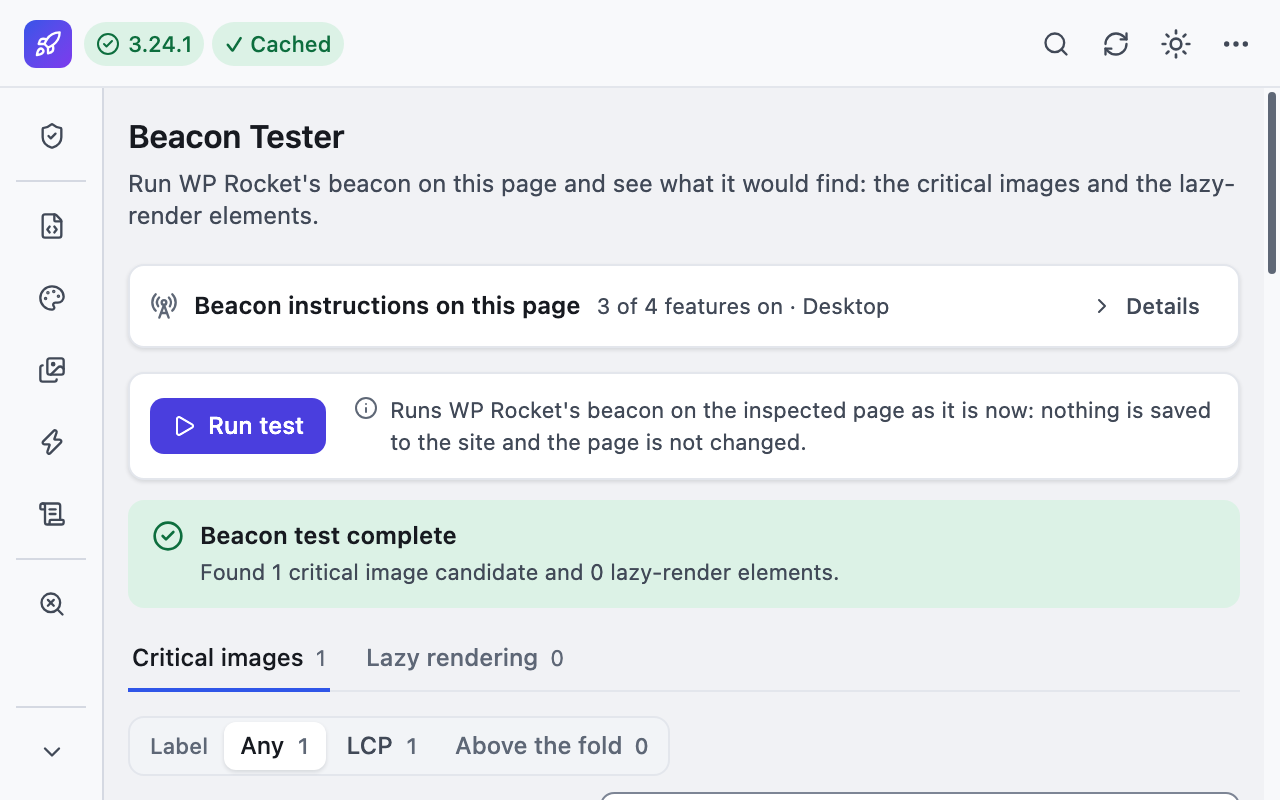 3.24.1
Cached
Beacon Tester
Run WP Rocket's beacon on this page and see what it would find: the critical images and the lazy-
render elements.
Beacon instructions on this page 3 of 4 features on · Desktop Details
Run test
Runs WP Rocket's beacon on the inspected page as it is now: nothing is saved
to the site and the page is not changed.
Beacon test complete
Found 1 critical image candidate and 0 lazy-render elements.
Critical images 1 Lazy rendering 0
Label Any 1 LCP 1 Above the fold 0